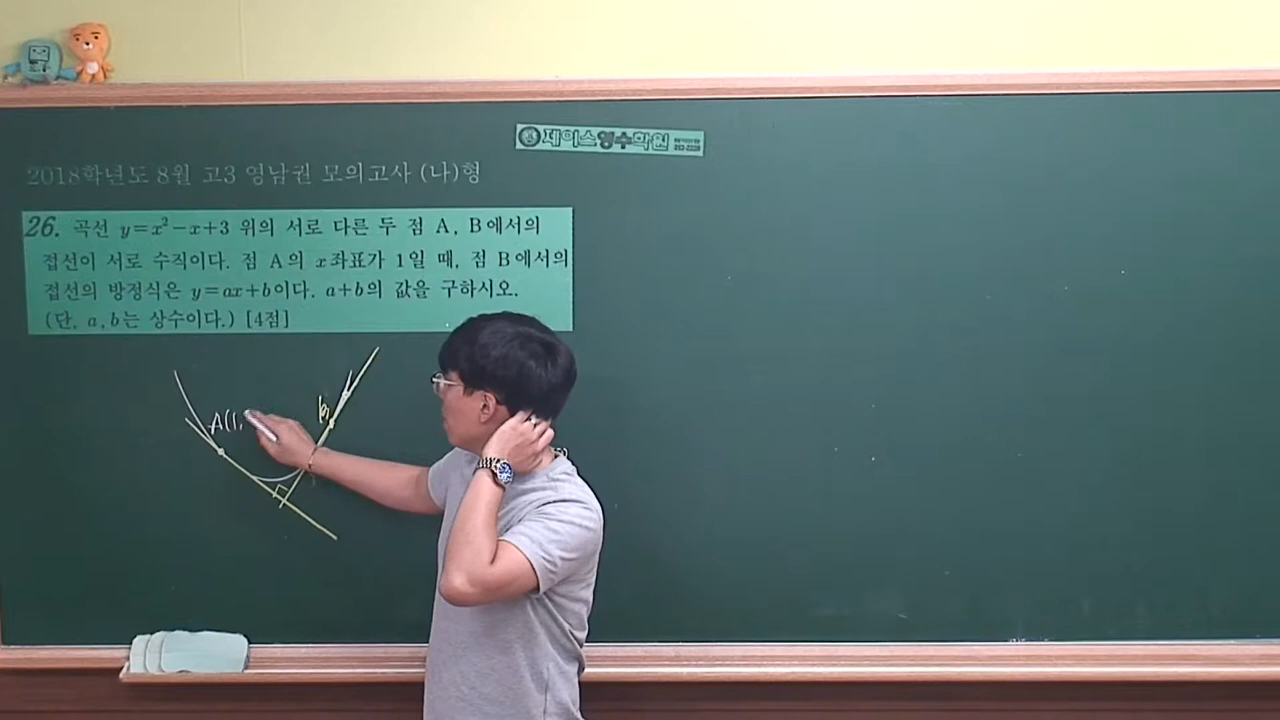 제이스영수학원
2018학년도 8월 고3 영남권 모의고사 (나)형
26. 곡선 y=x²-x+3 위의 서로 다른 두 점 A, B에서의
접선이 서로 수직이다. 점 A의 x좌표가 1일 때, 점 B에서의
접선의 방정식은 y=ax+b이다. a+b의 값을 구하시오.
(단, a, b는 상수이다.) [4점]
A(1,
B